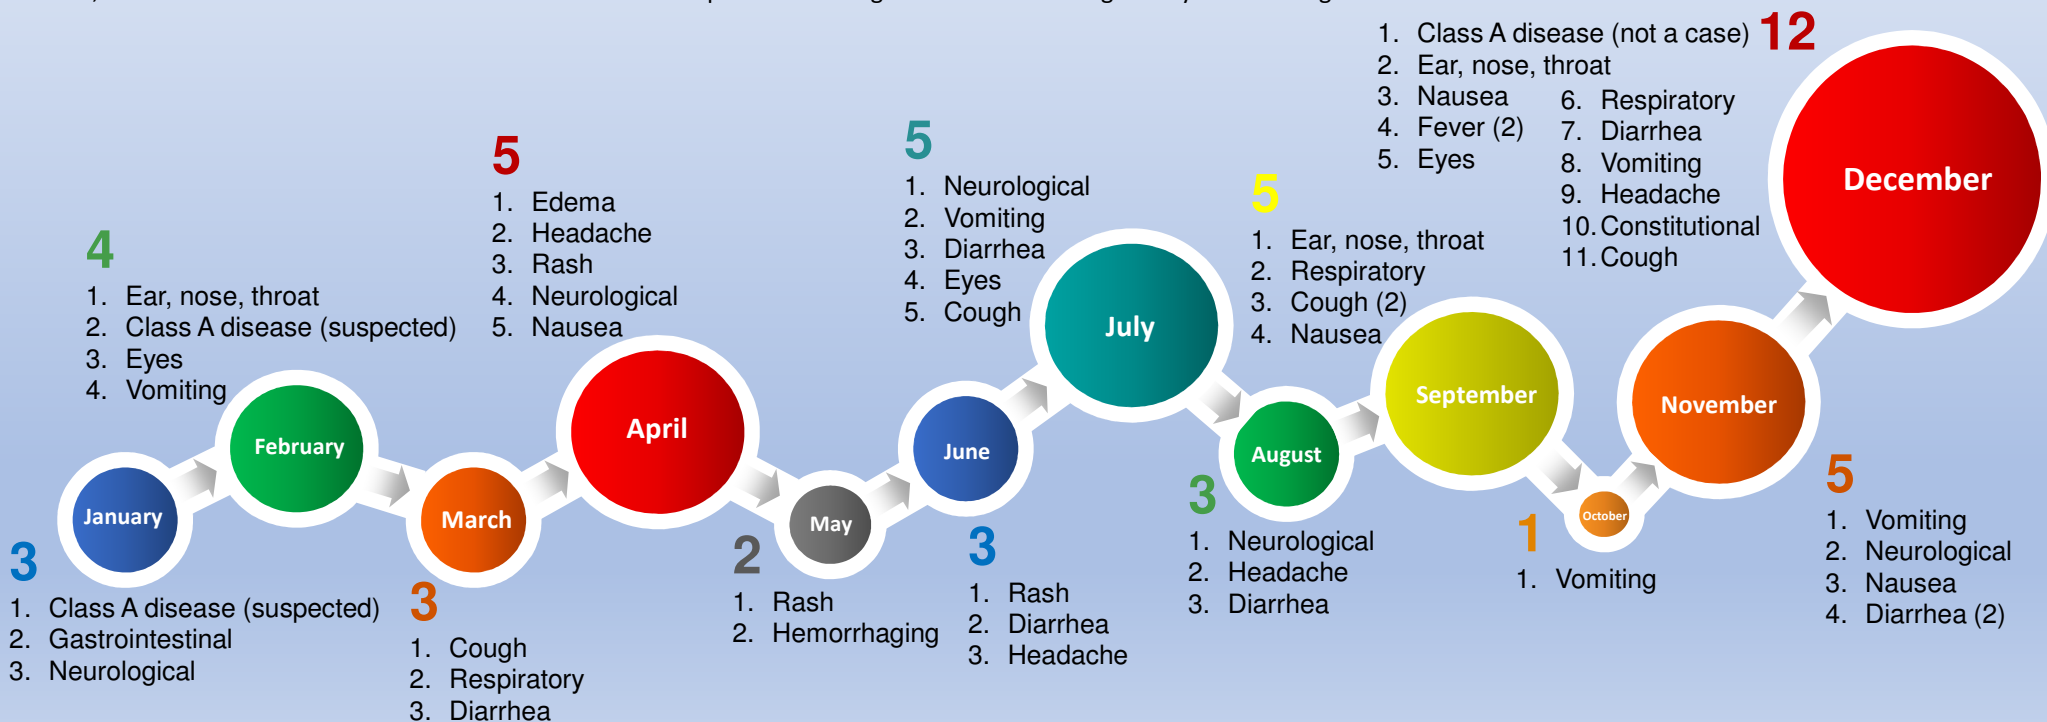 3
January
1. Class A disease (suspected)
2. Gastrointestinal
3. Neurological
4
1. Ear, nose, throat
2. Class A disease (suspected)
3. Eyes
4. Vomiting
February
March
3
1. Cough
2. Respiratory
3. Diarrhea
5
1. Edema
2. Headache
3. Rash
4. Neurological
5. Nausea
April
May
2
1. Rash
2. Hemorrhaging
June
3
1. Rash
2. Diarrhea
3. Headache
5
1. Neurological
2. Vomiting
3. Diarrhea
4. Eyes
5. Cough
July
August
3
1. Neurological
2. Headache
3. Diarrhea
5
1. Ear, nose, throat
2. Respiratory
3. Cough (2)
4. Nausea
September
October
1
1. Vomiting
November
5
1. Vomiting
2. Neurological
3. Nausea
4. Diarrhea (2)
12
1. Class A disease (not a case)
2. Ear, nose, throat
3. Nausea
4. Fever (2)
5. Eyes
6. Respiratory
7. Diarrhea
8. Vomiting
9. Headache
10. Constitutional
11. Cough
December